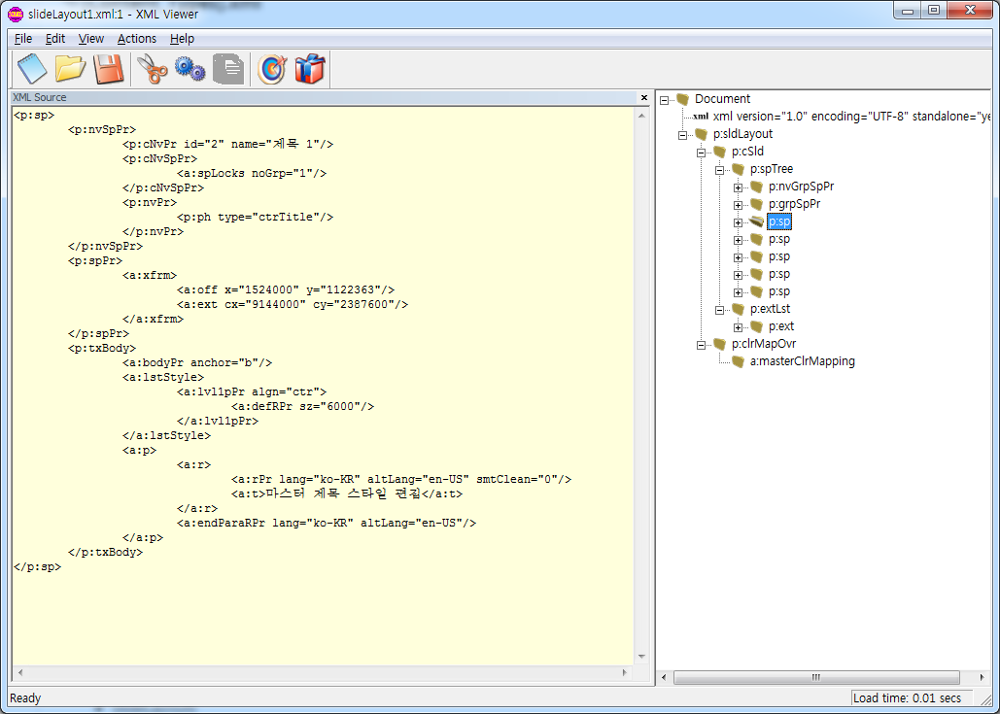 slideLayout1.xml:1 - XML Viewer
File Edit View Actions Help
XML Source
<p:sp>
<p:nvSpPr>
<p:cNvPr id="2" name="제목 1"/>
<p:cNvSpPr>
<a:spLocks noGrp="1"/>
</p:cNvSpPr>
<p:nvPr>
<p:ph type="ctrTitle"/>
</p:nvPr>
</p:nvSpPr>
<p:spPr>
<a:xfrm>
<a:off x="1524000" y="1122363"/>
<a:ext cx="9144000" cy="2387600"/>
</a:xfrm>
</p:spPr>
<p:txBody>
<a:bodyPr anchor="b"/>
<a:lstStyle>
<a:lvl1pPr algn="ctr">
<a:defRPr sz="6000"/>
</a:lvl1pPr>
</a:lstStyle>
<a:p>
<a:r>
<a:rPr lang="ko-KR" altLang="en-US" smtClean="0"/>
<a:t>마스터 제목 스타일 편집</a:t>
</a:r>
<a:endParaRPr lang="ko-KR" altLang="en-US"/>
</a:p>
</p:txBody>
</p:sp>
Document
xml xml version="1.0" encoding="UTF-8" standalone="ye
p:sldLayout
p:cSld
p:spTree
p:nvGrpSpPr
p:grpSpPr
p:sp
p:sp
p:sp
p:sp
p:sp
p:extLst
p:ext
p:clrMapOvr
a:masterClrMapping
Ready
Load time: 0.01 secs